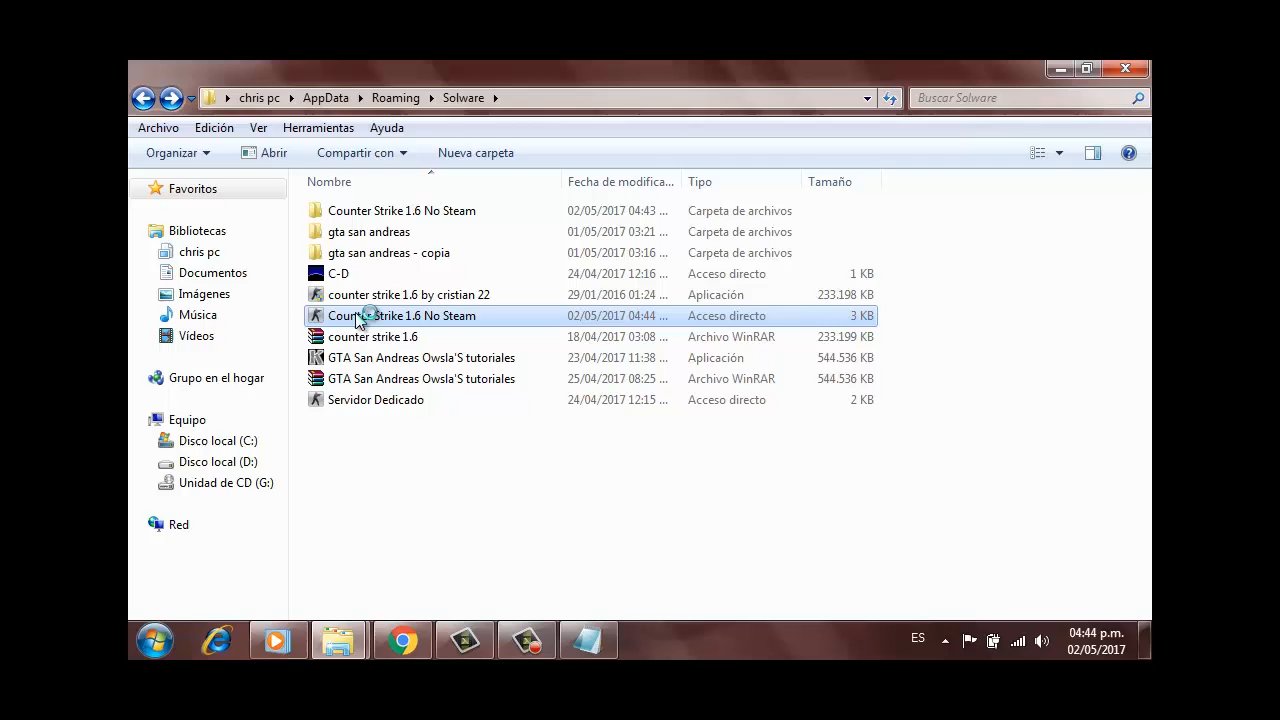 chris pc AppData Roaming Solware Buscar Solware
Archivo Edición Ver Herramientas Ayuda
Organizar Abrir Compartir con Nueva carpeta
Nombre Fecha de modifica... Tipo Tamaño
Favoritos
Bibliotecas
chris pc
Documentos
Imágenes
Música
Vídeos
Grupo en el hogar
Equipo
Disco local (C:)
Disco local (D:)
Unidad de CD (G:)
Red
Counter Strike 1.6 No Steam 02/05/2017 04:43 ... Carpeta de archivos
gta san andreas 01/05/2017 03:21 ... Carpeta de archivos
gta san andreas - copia 01/05/2017 03:16 ... Carpeta de archivos
C-D 24/04/2017 12:16 ... Acceso directo 1 KB
counter strike 1.6 by cristian 22 29/01/2016 01:24 ... Aplicación 233.198 KB
Counter Strike 1.6 No Steam 02/05/2017 04:44 ... Acceso directo 3 KB
counter strike 1.6 18/04/2017 03:08 ... Archivo WinRAR 233.199 KB
GTA San Andreas Owsla'S tutoriales 23/04/2017 11:38 ... Aplicación 544.536 KB
GTA San Andreas Owsla'S tutoriales 25/04/2017 08:25 ... Archivo WinRAR 544.536 KB
Servidor Dedicado 24/04/2017 12:15 ... Acceso directo 2 KB
ES
04:44 p.m.
02/05/2017